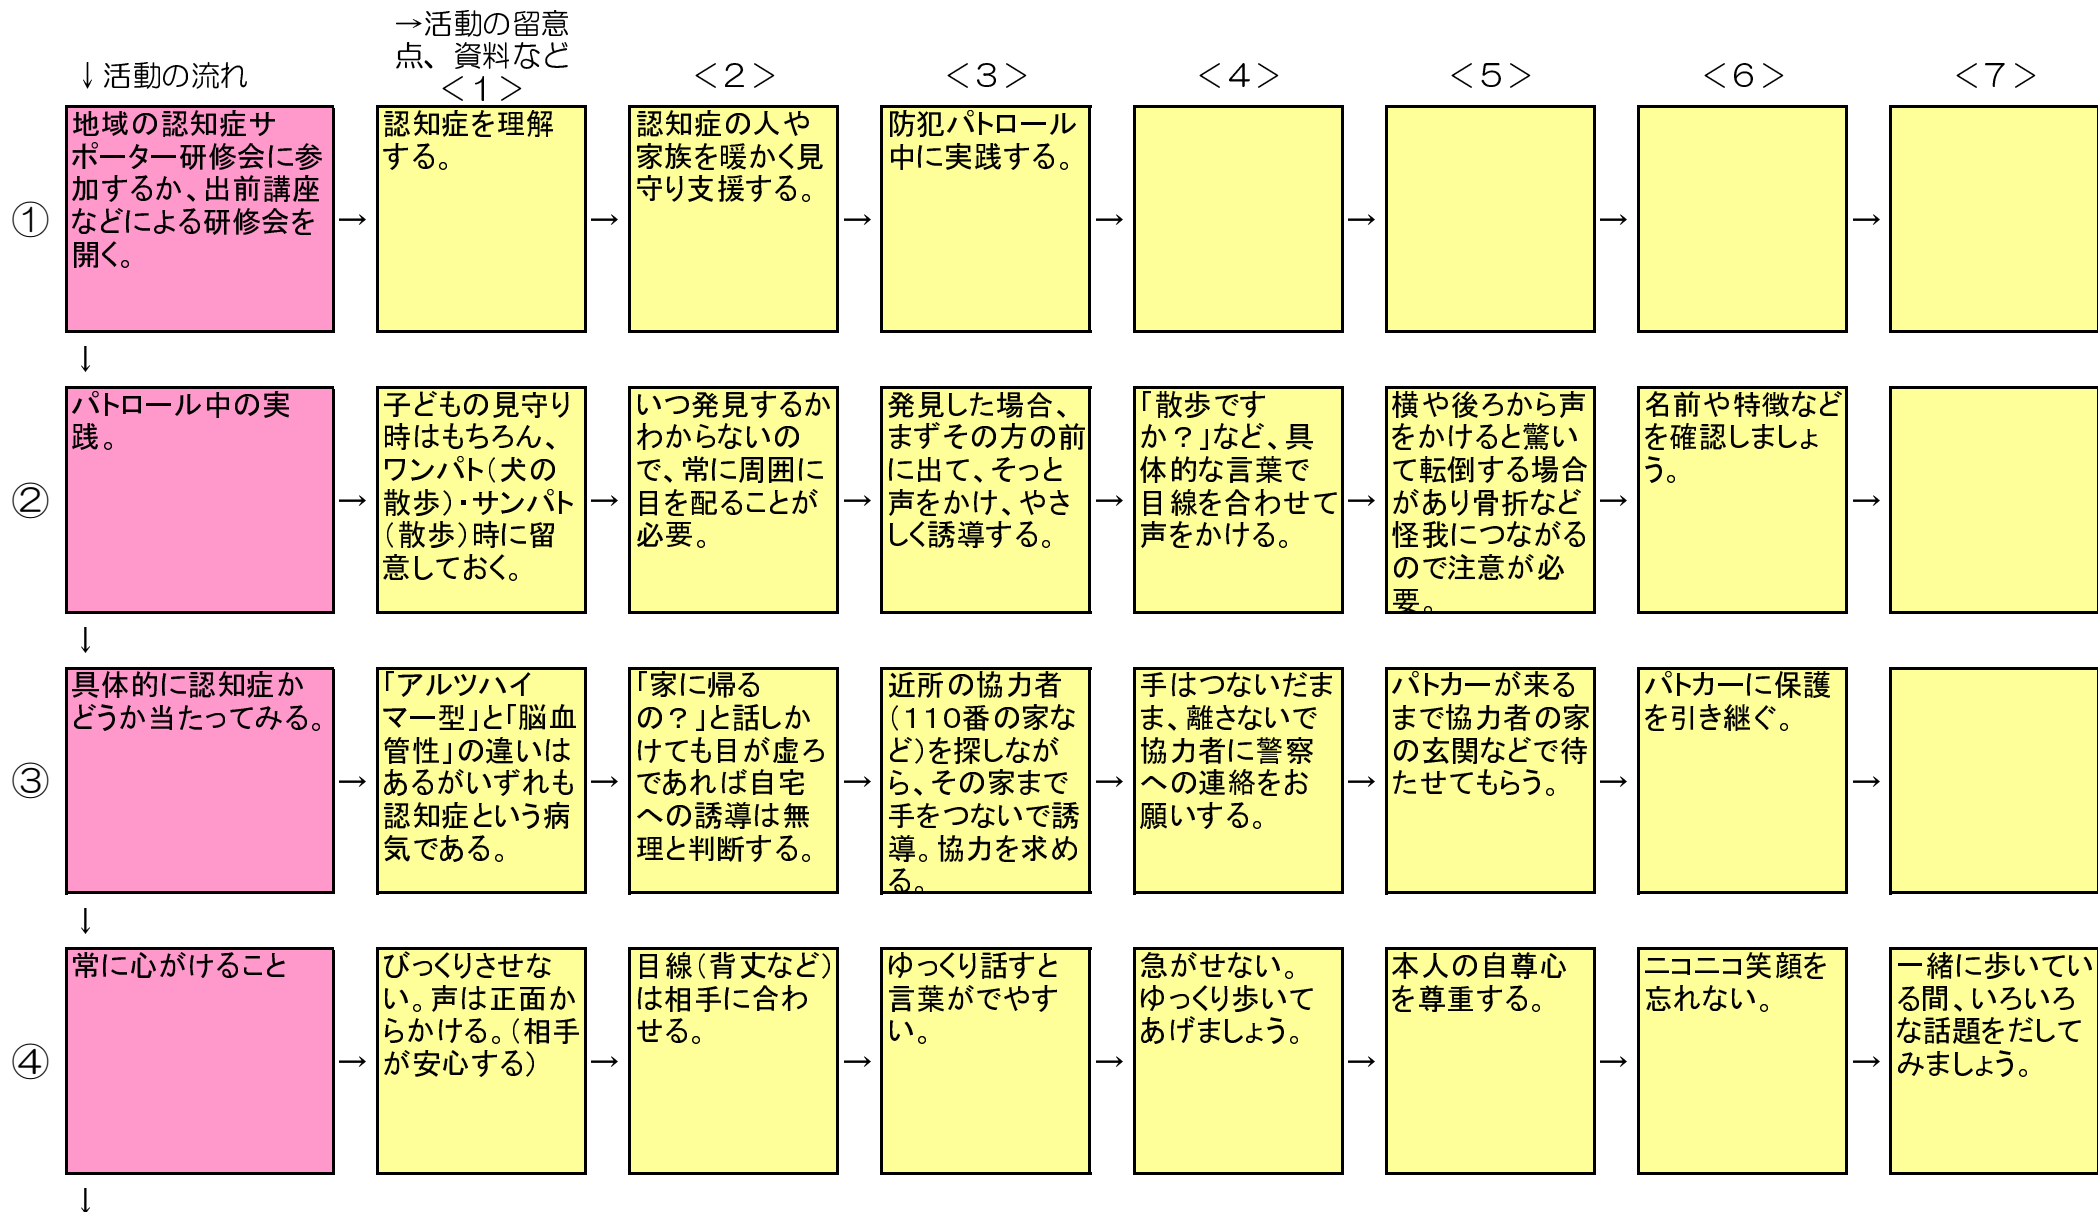 ↓活動の流れ
→活動の留意
点、資料など
＜１＞
＜２＞
＜３＞
＜４＞
＜５＞
＜６＞
＜７＞
①
地域の認知症サ
ポーター研修会に参
加するか、出前講座
などによる研修会を
開く。
→
認知症を理解
する。
→
認知症の人や
家族を暖かく見
守り支援する。
→
防犯パトロール
中に実践する。
→
→
→
→
↓
②
パトロール中の実
践。
→
子どもの見守り
時はもちろん、
ワンパト（犬の
散歩）・サンパト
（散歩）時に留
意しておく。
→
いつ発見するか
わからないの
で、常に周囲に
目を配ることが
必要。
→
発見した場合、
まずその方の前
に出て、そっと
声をかけ、やさ
しく誘導する。
→
「散歩です
か？」など、具
体的な言葉で
目線を合わせて
声をかける。
→
横や後ろから声
をかけると驚い
て転倒する場合
があり骨折など
怪我につながる
ので注意が必
要。
→
名前や特徴など
を確認しましょ
う。
→
↓
③
具体的に認知症か
どうか当たってみる。
→
「アルツハイ
マー型」と「脳血
管性」の違いは
あるがいずれも
認知症という病
気である。
→
「家に帰る
の？」と話しか
けても目が虚ろ
であれば自宅
への誘導は無
理と判断する。
→
近所の協力者
（１１０番の家な
ど）を探しなが
ら、その家まで
手をつないで誘
導。協力を求め
る。
→
手はつないだま
ま、離さないで
協力者に警察
への連絡をお
願いする。
→
パトカーが来る
まで協力者の家
の玄関などで待
たせてもらう。
→
パトカーに保護
を引き継ぐ。
→
↓
④
常に心がけること
→
びっくりさせな
い。声は正面か
らかける。（相手
が安心する）
→
目線（背丈など）
は相手に合わ
せる。
→
ゆっくり話すと
言葉がでやす
い。
→
急がせない。
ゆっくり歩いて
あげましょう。
→
本人の自尊心
を尊重する。
→
ニコニコ笑顔を
忘れない。
→
一緒に歩いてい
る間、いろいろ
な話題をだして
みましょう。
↓